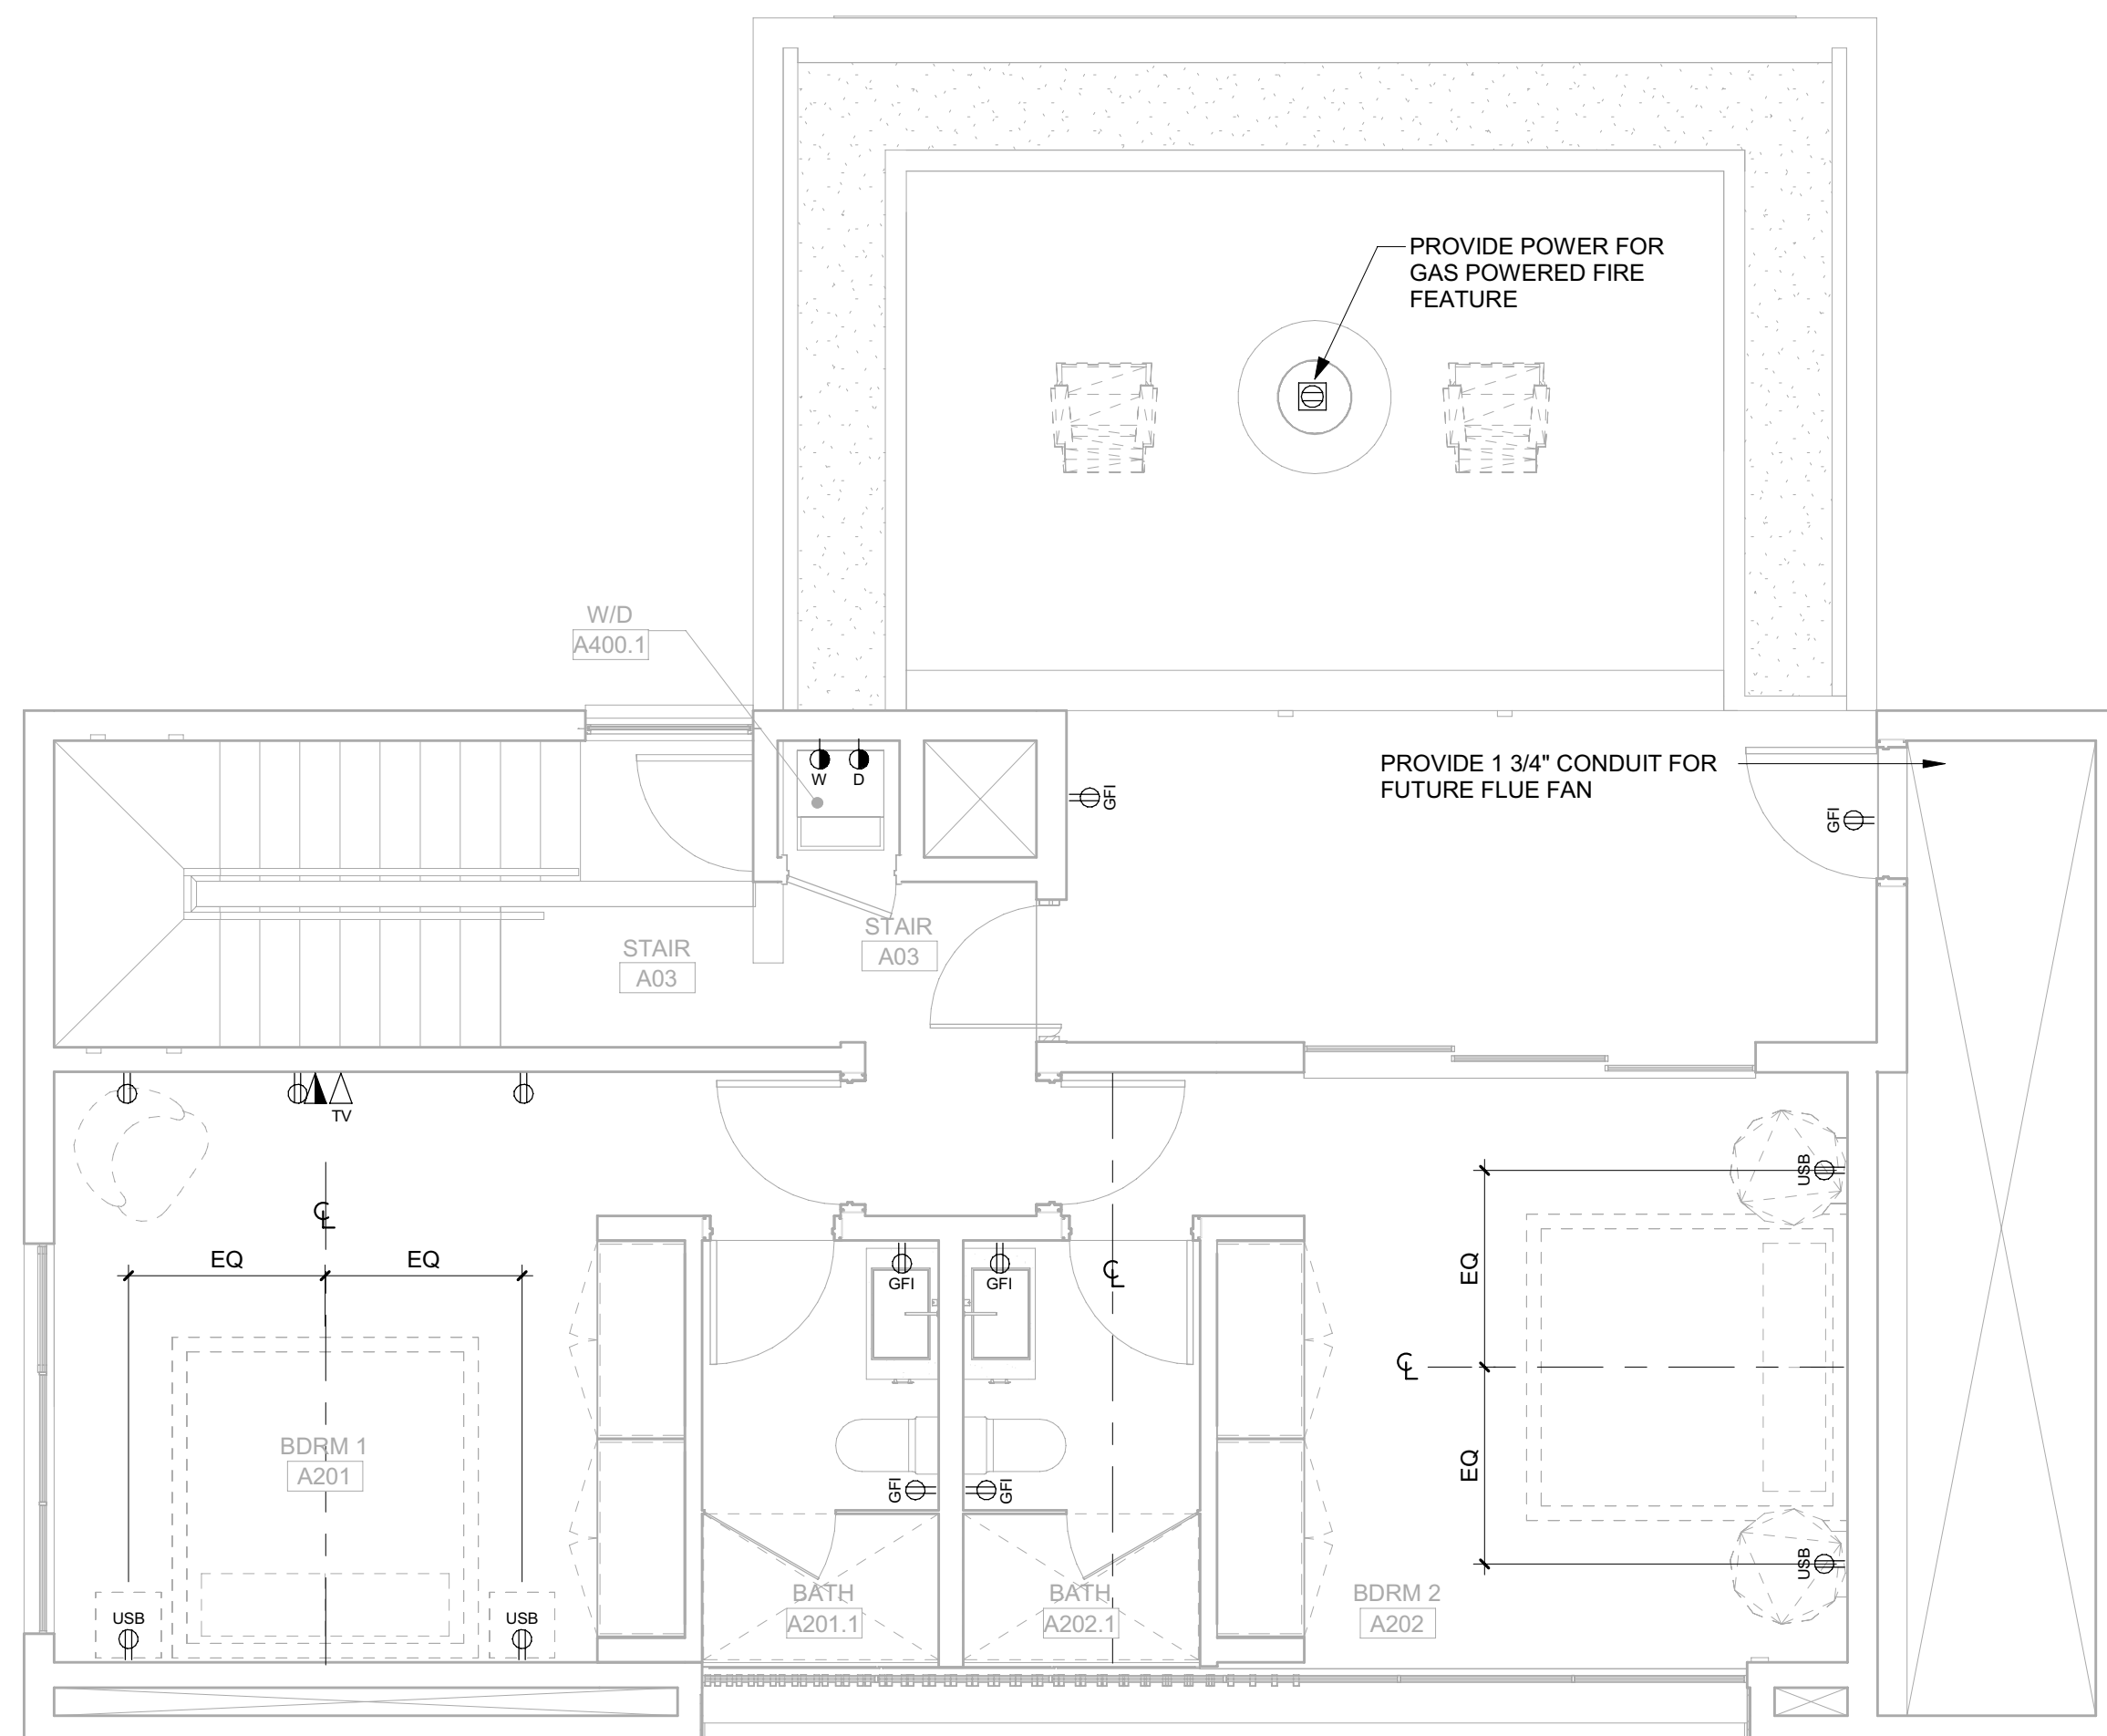 PROVIDE POWER FOR
GAS POWERED FIRE
FEATURE
W/D
A400.1
W
D
GFI
PROVIDE 1 3/4" CONDUIT FOR
FUTURE FLUE FAN
GFI
STAIR
A03
STAIR
A03
TV
USB
℄
EQ
EQ
GFI
GFI
℄
EQ
℄
BDRM 1
A201
EQ
GFI
GFI
USB
USB
USB
BATH
A201.1
BATH
A202.1
BDRM 2
A202